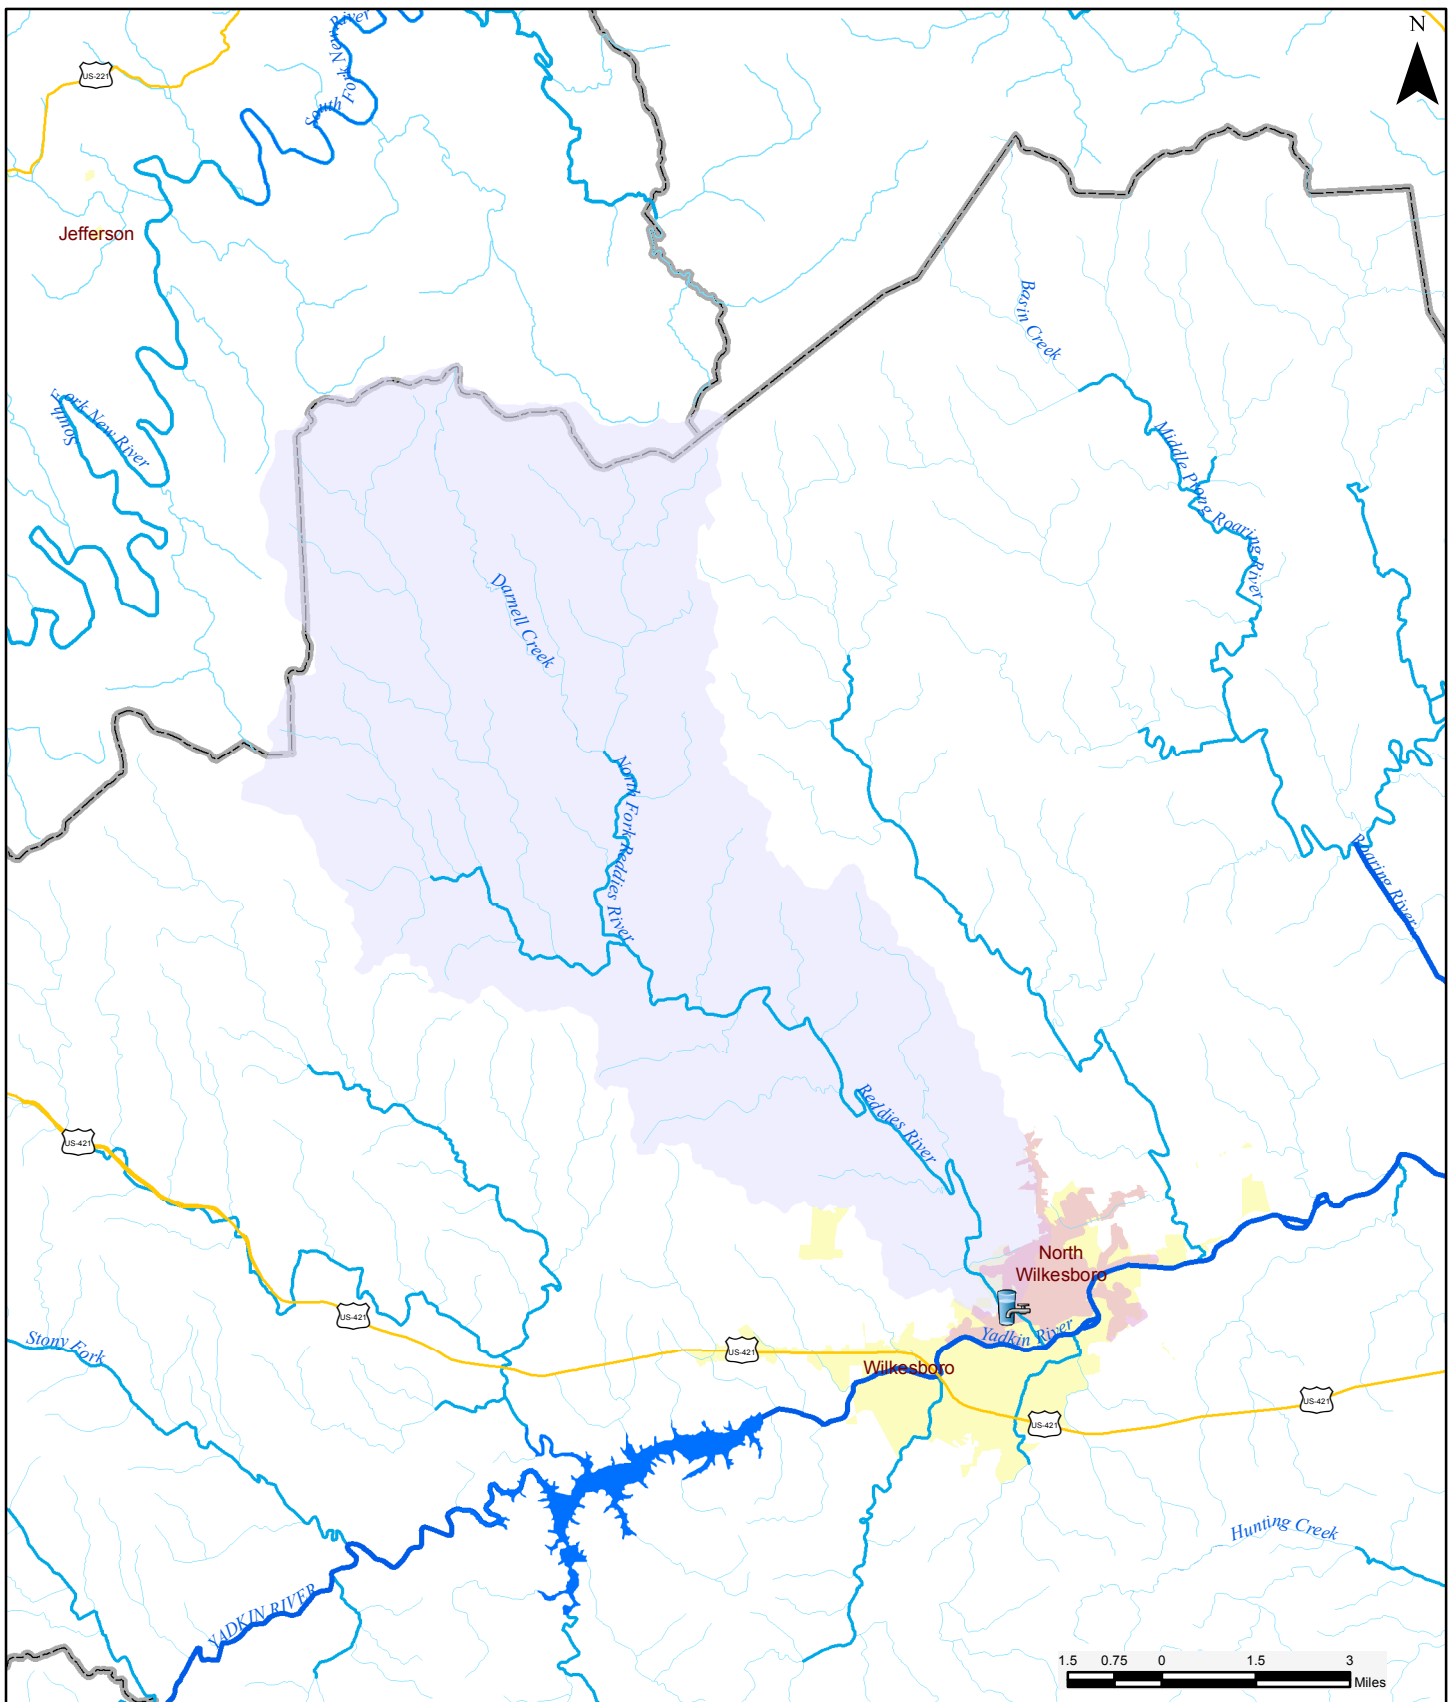 N
South Fork New River
US-221
Jefferson
Basin Creek
South Fork New River
Middle Prong Roaring River
Darnell Creek
North Fork Reddies River
Roaring River
Reddies River
US-421
North
Wilkesboro
US-421
Yadkin River
Stony Fork
US-421
Wilkesboro
US-421
US-421
Hunting Creek
YADKIN RIVER
1.5 0.75 0 1.5 3
Miles